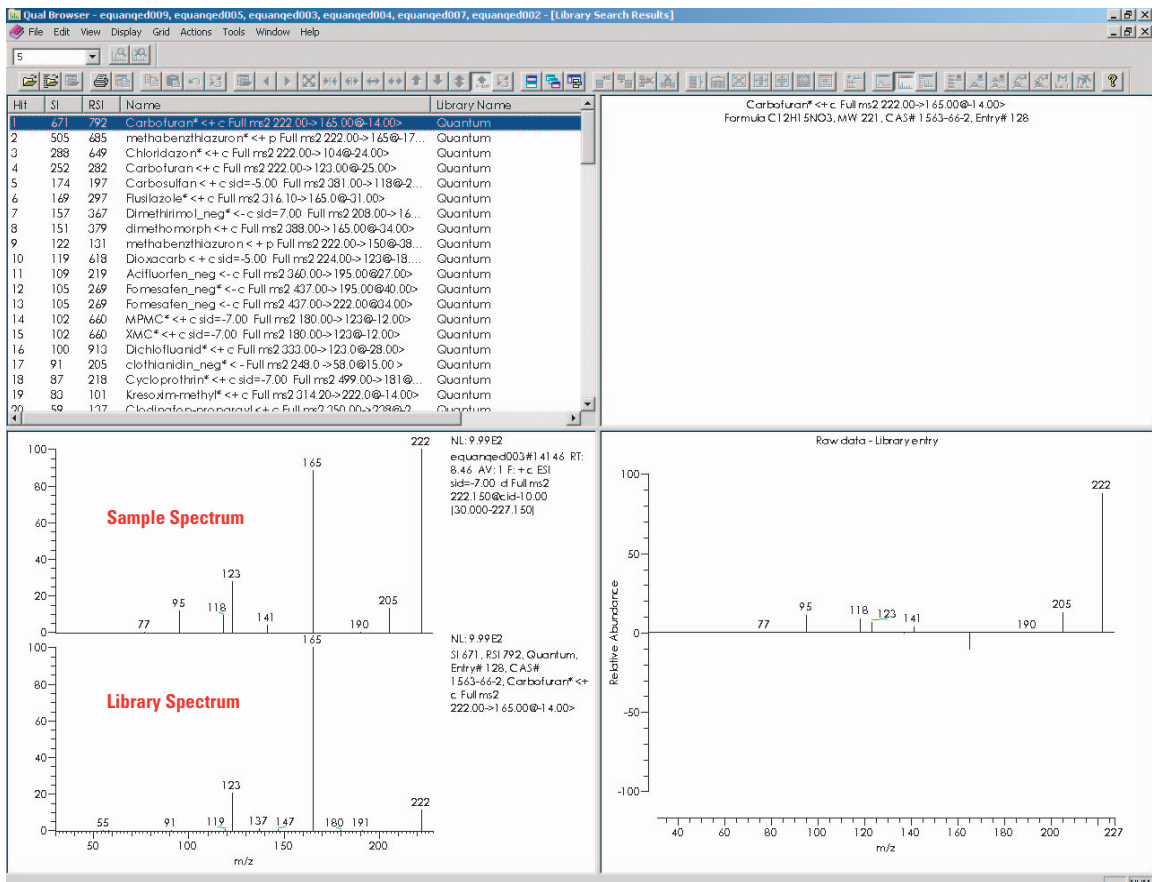 Qual Browser - equanqed009, equanqed005, equanqed003, equanqed004, equanqed007, equanqed002 - [Library Search Results]
File Edit View Display Grid Actions Tools Window Help
5
Hit SI RSI Name Library Name
1 671 792 Carbofuran* <+ c Full ms2 222.00->165.00@-14.00> Quantum
2 505 685 methabenzthiazuron* <+ p Full ms2 222.00->165@-17... Quantum
3 288 649 Chloridazon* <+ c Full ms2 222.00->104@-24.00> Quantum
4 252 282 Carbofuran <+ c Full ms2 222.00->123.00@-25.00> Quantum
5 174 197 Carbosulfan < + c sid=-5.00 Full ms2 381.00->118@-2... Quantum
6 169 297 Flusilazole* <+ c Full ms2 316.10->165.0@-31.00> Quantum
7 157 367 Dimethirimol_neg* <- c sid=7.00 Full ms2 208.00->16... Quantum
8 151 379 dimethomorph <+ c Full ms2 388.00->165.00@-34.00> Quantum
9 122 131 methabenzthiazuron < + p Full ms2 222.00->150@-38... Quantum
10 119 618 Dioxacarb < + c sid=-5.00 Full ms2 224.00->123@-18.... Quantum
11 109 219 Acifluorfen_neg <- c Full ms2 360.00->195.00@27.00> Quantum
12 105 269 Fomesafen_neg* <- c Full ms2 437.00->195.00@40.00> Quantum
13 105 269 Fomesafen_neg <- c Full ms2 437.00->222.00@34.00> Quantum
14 102 660 MPMC* <+ c sid=-7.00 Full ms2 180.00->123@-12.00> Quantum
15 102 660 XMC* <+ c sid=-7.00 Full ms2 180.00->123@-12.00> Quantum
16 100 913 Dichlofluanid* <+ c Full ms2 333.00->123.0@-28.00> Quantum
17 91 205 clothianidin_neg* < - Full ms2 248.0 ->58.0@15.00 > Quantum
18 87 218 Cycloprothrin* <+ c sid=-7.00 Full ms2 499.00->181@... Quantum
19 83 101 Kresoxim-methyl* <+ c Full ms2 314.20->222.0@-14.00> Quantum
20 59 137 Clodinafop-propargyl <+ c Full ms2 350.00->238@-2... Quantum
Carbofuran* <+ c Full ms2 222.00->165.00@-14.00>
Formula C12H15NO3, MW 221, CAS# 1563-66-2, Entry# 128
100
80
60
40
20
0
Sample Spectrum
77
95
118
123
141
165
190
205
222
NL: 9.99E2
equanqed003#14146 RT:
8.46 AV: 1 F: + c ESI
sid=-7.00 d Full ms2
222.150@cid-10.00
[30.000-227.150]
100
80
60
40
20
0
Library Spectrum
55
91
119
123
137
147
165
180
191
222
50 100 150 200
m/z
NL: 9.99E2
SI 671, RSI 792, Quantum,
Entry# 128, CAS#
1563-66-2, Carbofuran* <+
c Full ms2
222.00->165.00@-14.00>
Raw data - Library entry
Relative Abundance
100
50
0
-50
-100
77
95
118
123
141
190
205
222
40 60 80 100 120 140 160 180 200 227
m/z
NUM